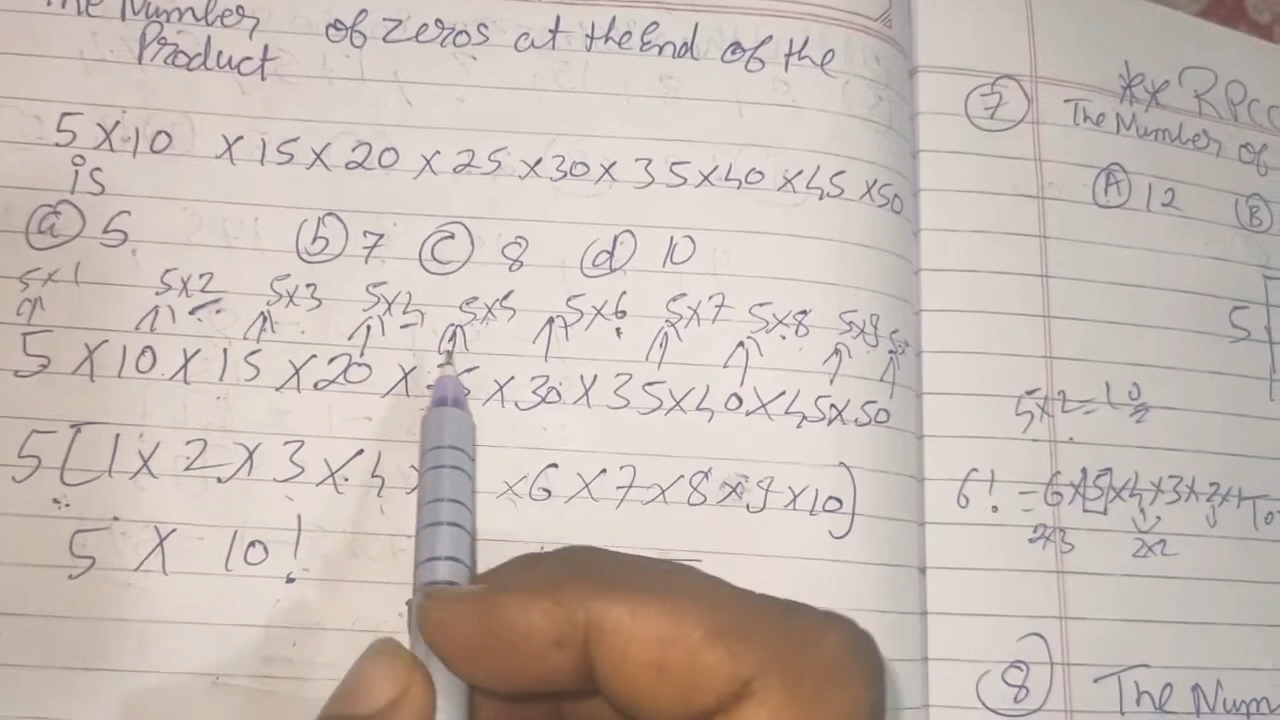 The Number of zeros at the End of the
Product
5 X 10 X 15 X 20 X 25 X 30 X 35 X 40 X 45 X 50
is
(a) 5 (b) 7 (c) 8 (d) 10
5x1 5x2 5x3 5x4 5x5 5x6 5x7 5x8 5x9
5 X 10 X 15 X 20 X X 30 X 35 X 40 X 45 X 50
5[1 X 2 X 3 X 4 X X 6 X 7 X 8 X 9 X 10]
5 X 10!
** RPCC
(7) The Number of
(A) 12 (B)
5
5x2=10
6! = 6x5x4x3x2x1
2x3 2x2
(8) The Num